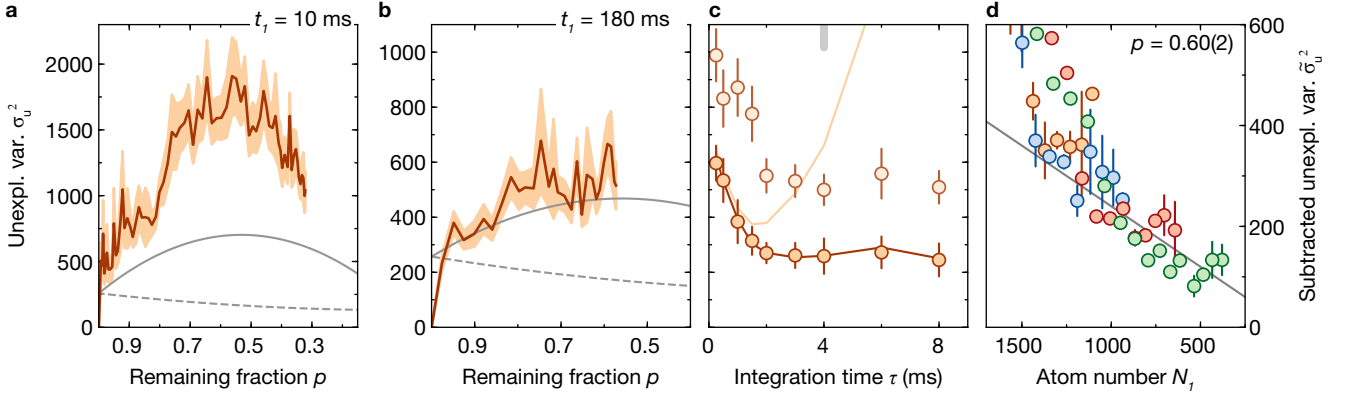 a
t₁ = 10 ms
Unexpl. var. σᵤ²
2000
1500
1000
500
0
0.9
0.7
0.5
0.3
Remaining fraction p
b
t₁ = 180 ms
1000
800
600
400
200
0
0.9
0.7
0.5
Remaining fraction p
c
0
4
8
Integration time τ (ms)
d
p = 0.60(2)
600
400
200
0
Subtracted unexpl. var. σ̃ᵤ²
1500
1000
500
Atom number N₁